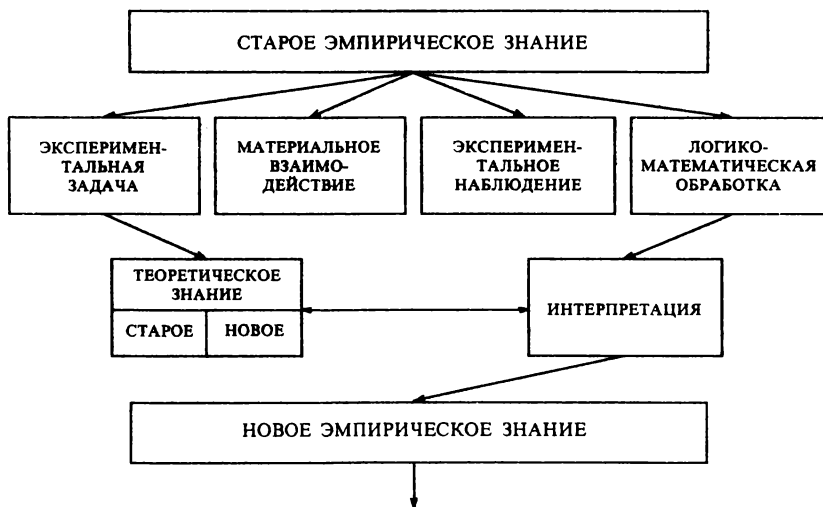 СТАРОЕ ЭМПИРИЧЕСКОЕ ЗНАНИЕ
ЭКСПЕРИМЕН-
ТАЛЬНАЯ
ЗАДАЧА
МАТЕРИАЛЬНОЕ
ВЗАИМО-
ДЕЙСТВИЕ
ЭКСПЕРИМЕН-
ТАЛЬНОЕ
НАБЛЮДЕНИЕ
ЛОГИКО-
МАТЕМАТИЧЕСКАЯ
ОБРАБОТКА
ТЕОРЕТИЧЕСКОЕ
ЗНАНИЕ
СТАРОЕ
НОВОЕ
ИНТЕРПРЕТАЦИЯ
НОВОЕ ЭМПИРИЧЕСКОЕ ЗНАНИЕ